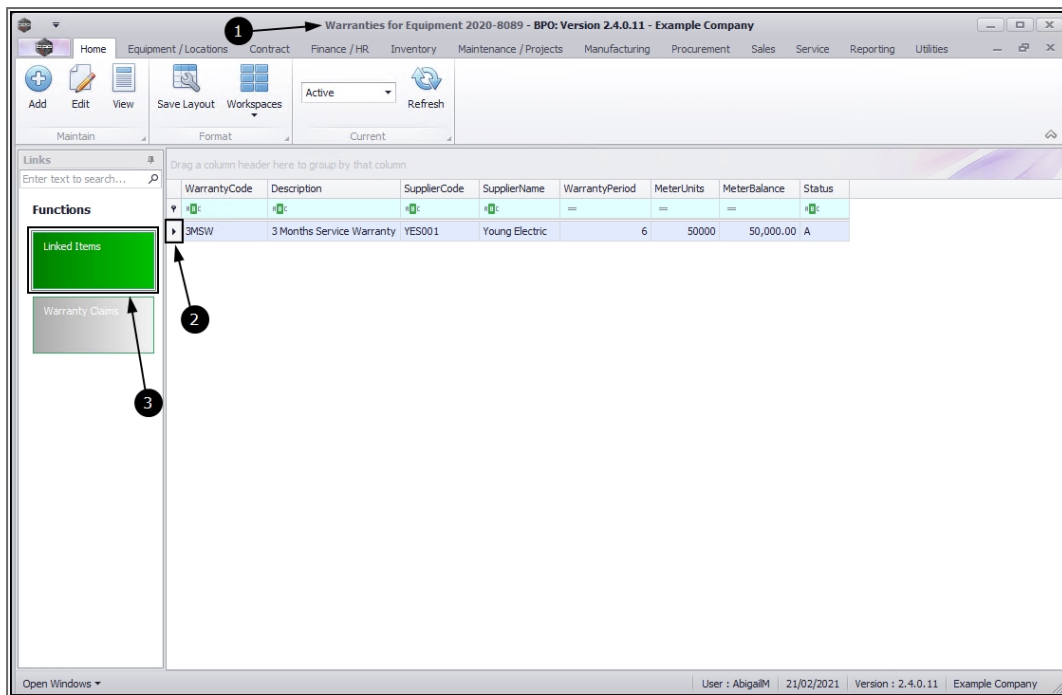 1
Warranties for Equipment 2020-8089 - BPO: Version 2.4.0.11 - Example Company
Home Equipment / Locations Contract Finance / HR Inventory Maintenance / Projects Manufacturing Procurement Sales Service Reporting Utilities
Add Edit View Save Layout Workspaces Active Refresh
Maintain Format Current
Links
Drag a column header here to group by that column
Enter text to search...
WarrantyCode Description SupplierCode SupplierName WarrantyPeriod MeterUnits MeterBalance Status
Functions
= = =
3MSW 3 Months Service Warranty YES001 Young Electric 6 50000 50,000.00 A
Linked Items
Warranty Claims
2
3
Open Windows User : AbigailM 21/02/2021 Version : 2.4.0.11 Example Company